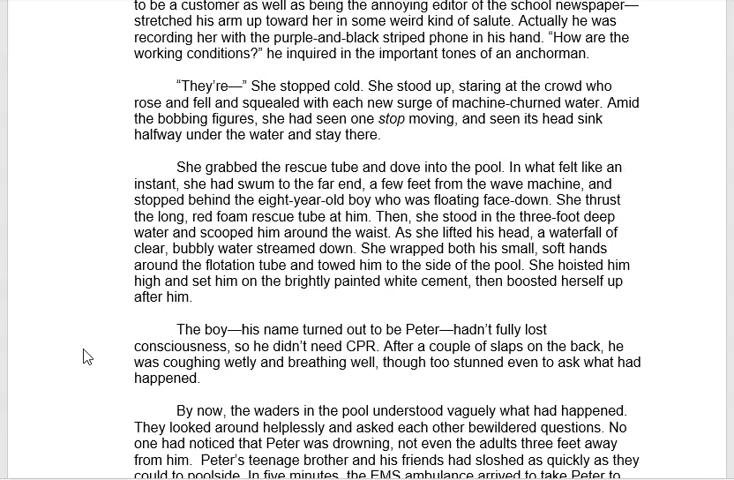 to be a customer as well as being the annoying editor of the school newspaper—
stretched his arm up toward her in some weird kind of salute. Actually he was
recording her with the purple-and-black striped phone in his hand. “How are the
working conditions?” he inquired in the important tones of an anchorman.
“They’re—” She stopped cold. She stood up, staring at the crowd who
rose and fell and squealed with each new surge of machine-churned water. Amid
the bobbing figures, she had seen one stop moving, and seen its head sink
halfway under the water and stay there.
She grabbed the rescue tube and dove into the pool. In what felt like an
instant, she had swum to the far end, a few feet from the wave machine, and
stopped behind the eight-year-old boy who was floating face-down. She thrust
the long, red foam rescue tube at him. Then, she stood in the three-foot deep
water and scooped him around the waist. As she lifted his head, a waterfall of
clear, bubbly water streamed down. She wrapped both his small, soft hands
around the flotation tube and towed him to the side of the pool. She hoisted him
high and set him on the brightly painted white cement, then boosted herself up
after him.
The boy—his name turned out to be Peter—hadn’t fully lost
consciousness, so he didn’t need CPR. After a couple of slaps on the back, he
was coughing wetly and breathing well, though too stunned even to ask what had
happened.
By now, the waders in the pool understood vaguely what had happened.
They looked around helplessly and asked each other bewildered questions. No
one had noticed that Peter was drowning, not even the adults three feet away
from him.  Peter’s teenage brother and his friends had sloshed as quickly as they
could to poolside. In five minutes, the EMS ambulance arrived to take Peter to